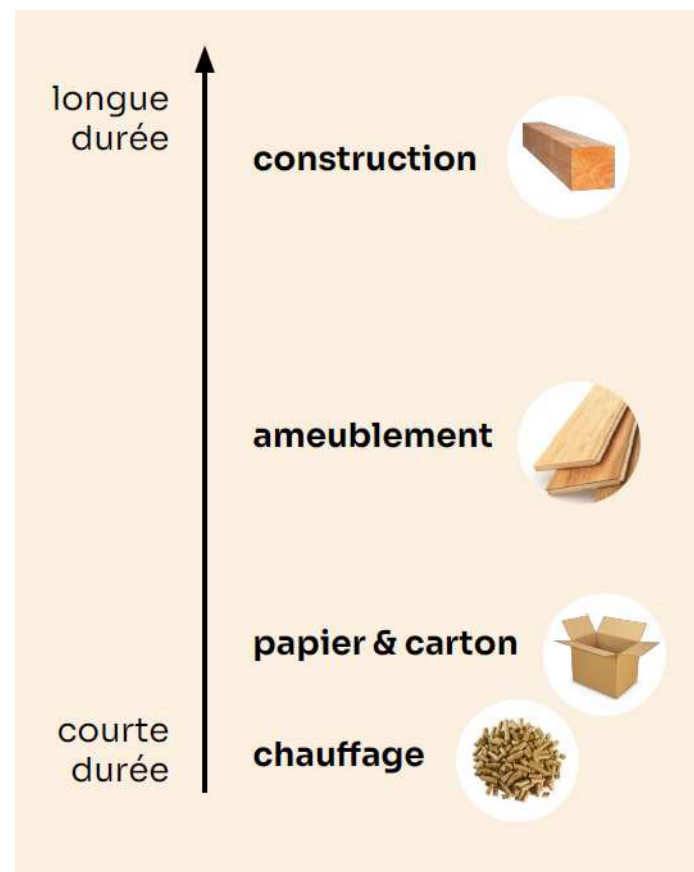 longue
durée
construction
ameublement
papier & carton
courte
durée
chauffage